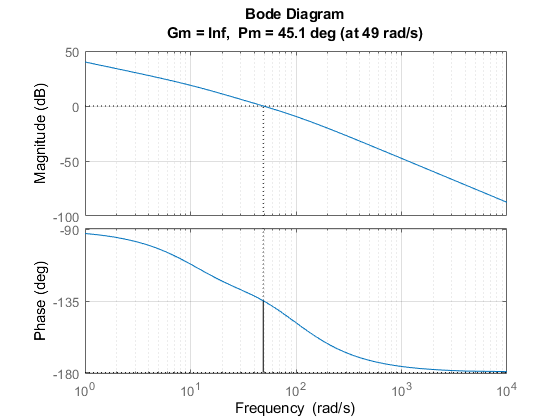 Bode Diagram
Gm = Inf, Pm = 45.1 deg (at 49 rad/s)
50
0
-50
-100
Magnitude (dB)
-90
-135
-180
Phase (deg)
10^0 10^1 10^2 10^3 10^4
Frequency (rad/s)